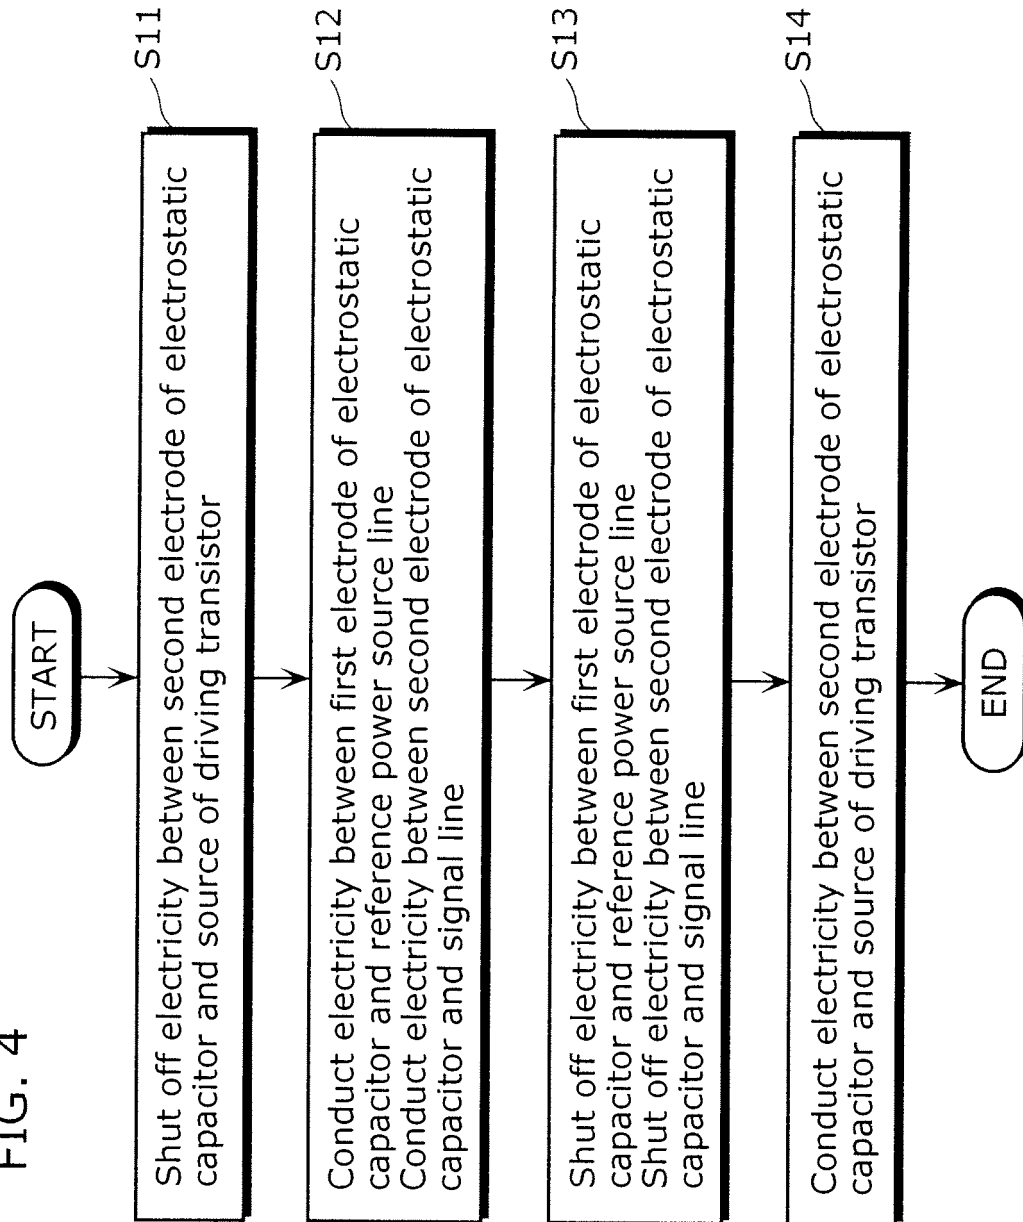 FIG. 4
START
S11
Shut off electricity between second electrode of electrostatic
capacitor and source of driving transistor
S12
Conduct electricity between first electrode of electrostatic
capacitor and reference power source line
Conduct electricity between second electrode of electrostatic
capacitor and signal line
S13
Shut off electricity between first electrode of electrostatic
capacitor and reference power source line
Shut off electricity between second electrode of electrostatic
capacitor and signal line
S14
Conduct electricity between second electrode of electrostatic
capacitor and source of driving transistor
END